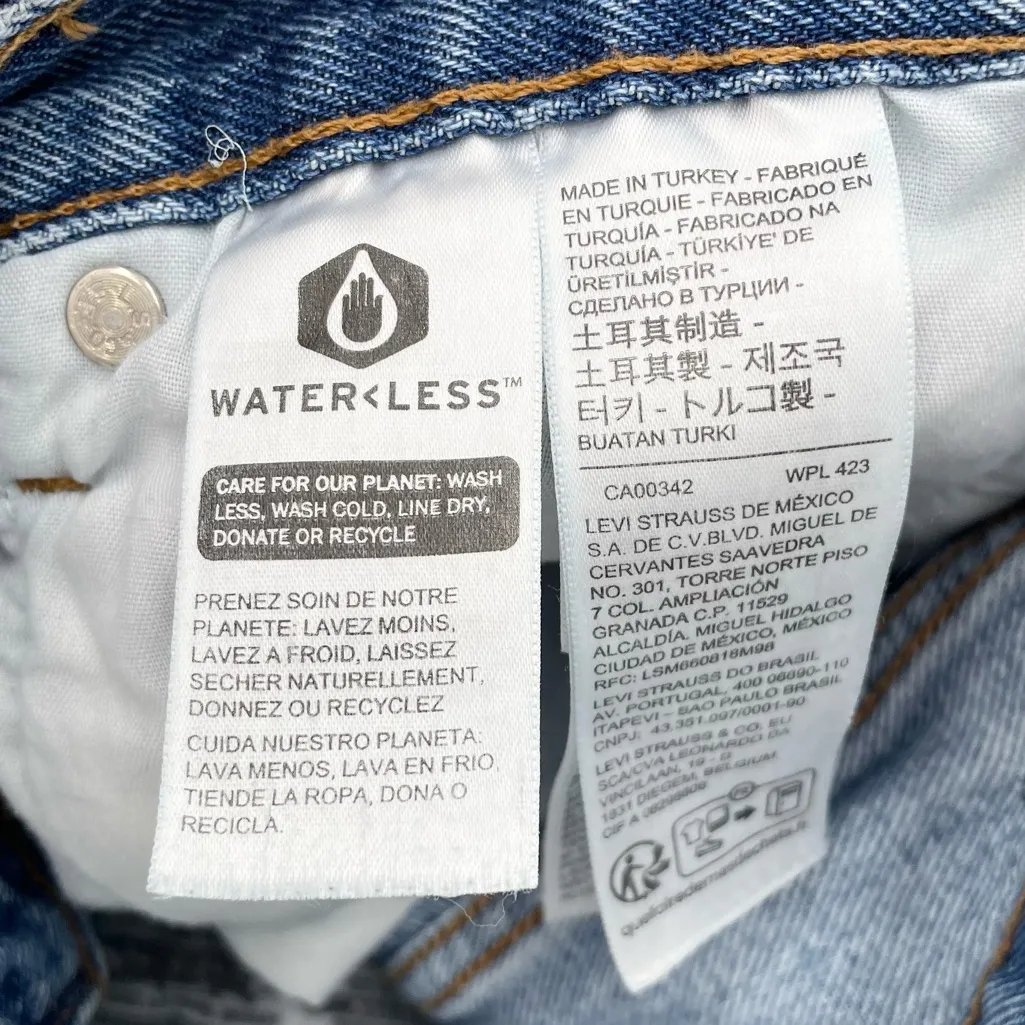 WATER<LESS™
CARE FOR OUR PLANET: WASH
LESS, WASH COLD, LINE DRY,
DONATE OR RECYCLE
PRENEZ SOIN DE NOTRE
PLANETE: LAVEZ MOINS,
LAVEZ A FROID, LAISSEZ
SECHER NATURELLEMENT,
DONNEZ OU RECYCLEZ
CUIDA NUESTRO PLANETA:
LAVA MENOS, LAVA EN FRIO,
TIENDE LA ROPA, DONA O
RECICLA.
MADE IN TURKEY - FABRIQUÉ
EN TURQUIE - FABRICADO EN
TURQUÍA - FABRICADO NA
TURQUÍA - TÜRKİYE' DE
ÜRETİLMİŞTİR -
СДЕЛАНО В ТУРЦИИ -
土耳其制造 -
土耳其製 - 제조국
터키 - トルコ製 -
BUATAN TURKI
CA00342 WPL 423
LEVI STRAUSS DE MÉXICO
S.A. DE C.V.BLVD. MIGUEL DE
CERVANTES SAAVEDRA
NO. 301, TORRE NORTE PISO
7 COL. AMPLIACIÓN
GRANADA C.P. 11529
ALCALDÍA. MIGUEL HIDALGO
CIUDAD DE MÉXICO, MÉXICO
RFC: LSM660818M98
LEVI STRAUSS DO BRASIL
AV. PORTUGAL, 400 06690-110
ITAPEVI - SAO PAULO BRASIL
CNPJ: 43.351.097/0001-90
LEVI STRAUSS & CO. EU
SCA/CVA LEONARDO DA
VINCILAAN, 19 - B
1831 DIEGEM, BELGIUM
FR
quefairedemesdechets.fr